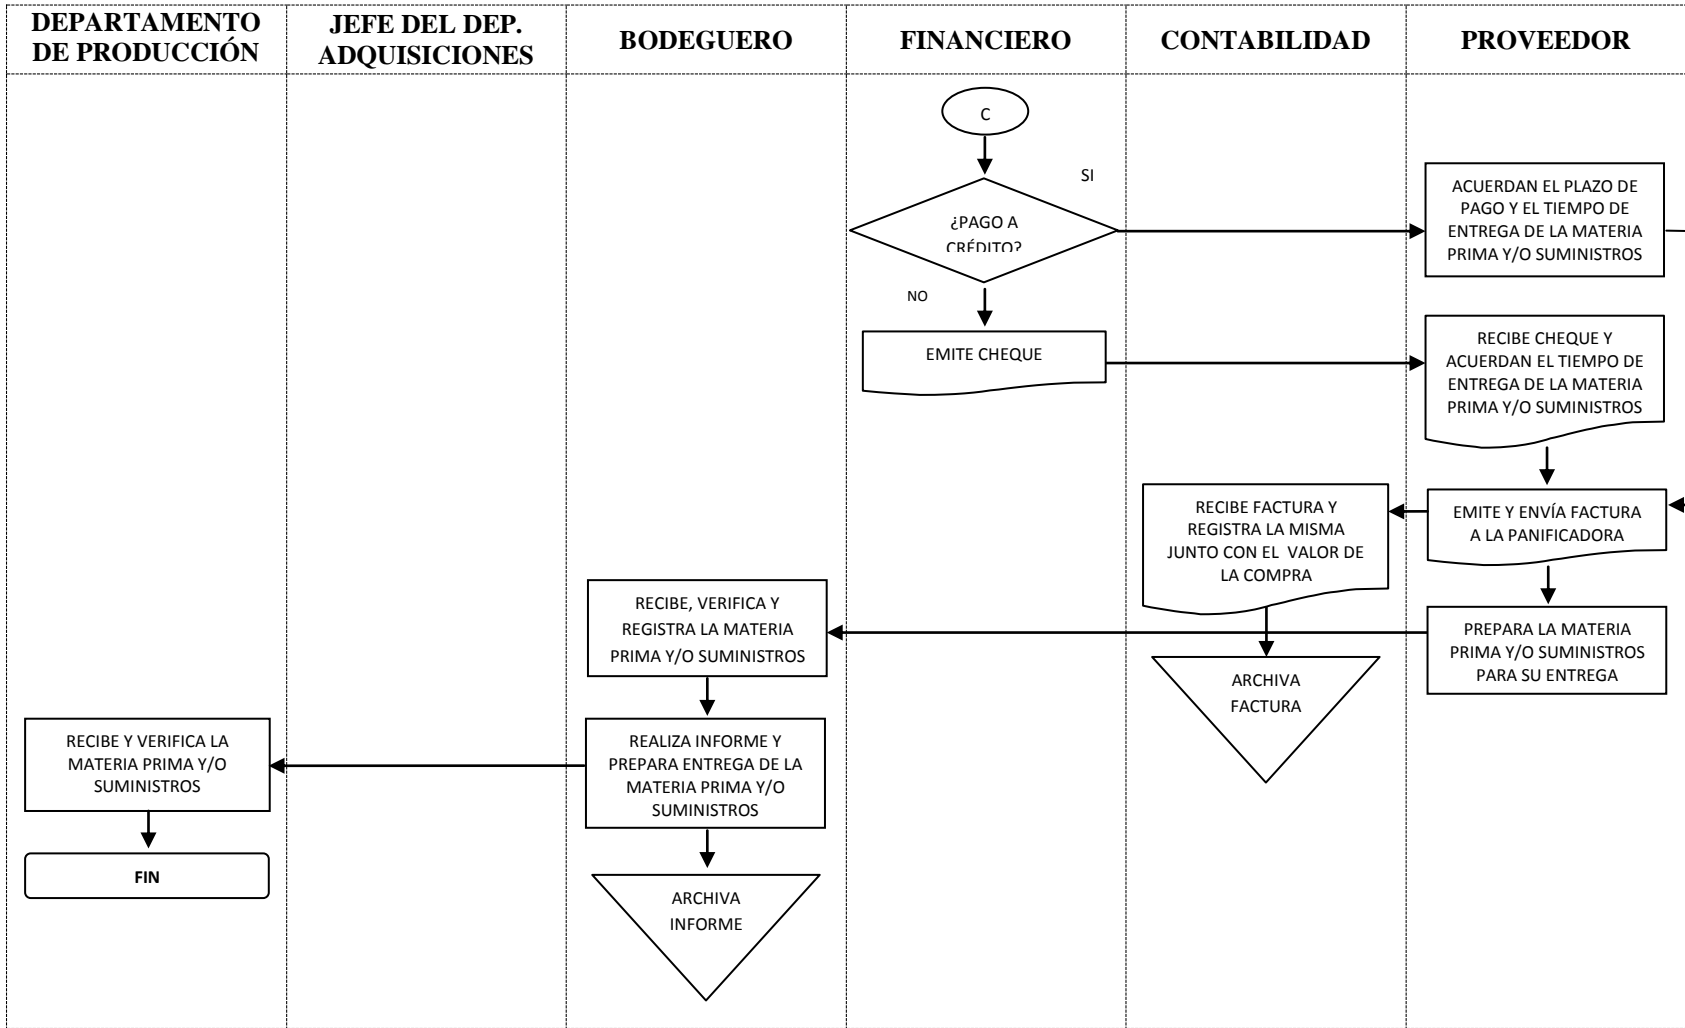 DEPARTAMENTO
DE PRODUCCIÓN
JEFE DEL DEP.
ADQUISICIONES
BODEGUERO
FINANCIERO
CONTABILIDAD
PROVEEDOR
C
SI
¿PAGO A
CRÉDITO?
NO
ACUERDAN EL PLAZO DE
PAGO Y EL TIEMPO DE
ENTREGA DE LA MATERIA
PRIMA Y/O SUMINISTROS
EMITE CHEQUE
RECIBE CHEQUE Y
ACUERDAN EL TIEMPO DE
ENTREGA DE LA MATERIA
PRIMA Y/O SUMINISTROS
RECIBE FACTURA Y
REGISTRA LA MISMA
JUNTO CON EL VALOR DE
LA COMPRA
EMITE Y ENVÍA FACTURA
A LA PANIFICADORA
RECIBE, VERIFICA Y
REGISTRA LA MATERIA
PRIMA Y/O SUMINISTROS
PREPARA LA MATERIA
PRIMA Y/O SUMINISTROS
PARA SU ENTREGA
ARCHIVA
FACTURA
RECIBE Y VERIFICA LA
MATERIA PRIMA Y/O
SUMINISTROS
REALIZA INFORME Y
PREPARA ENTREGA DE LA
MATERIA PRIMA Y/O
SUMINISTROS
FIN
ARCHIVA
INFORME